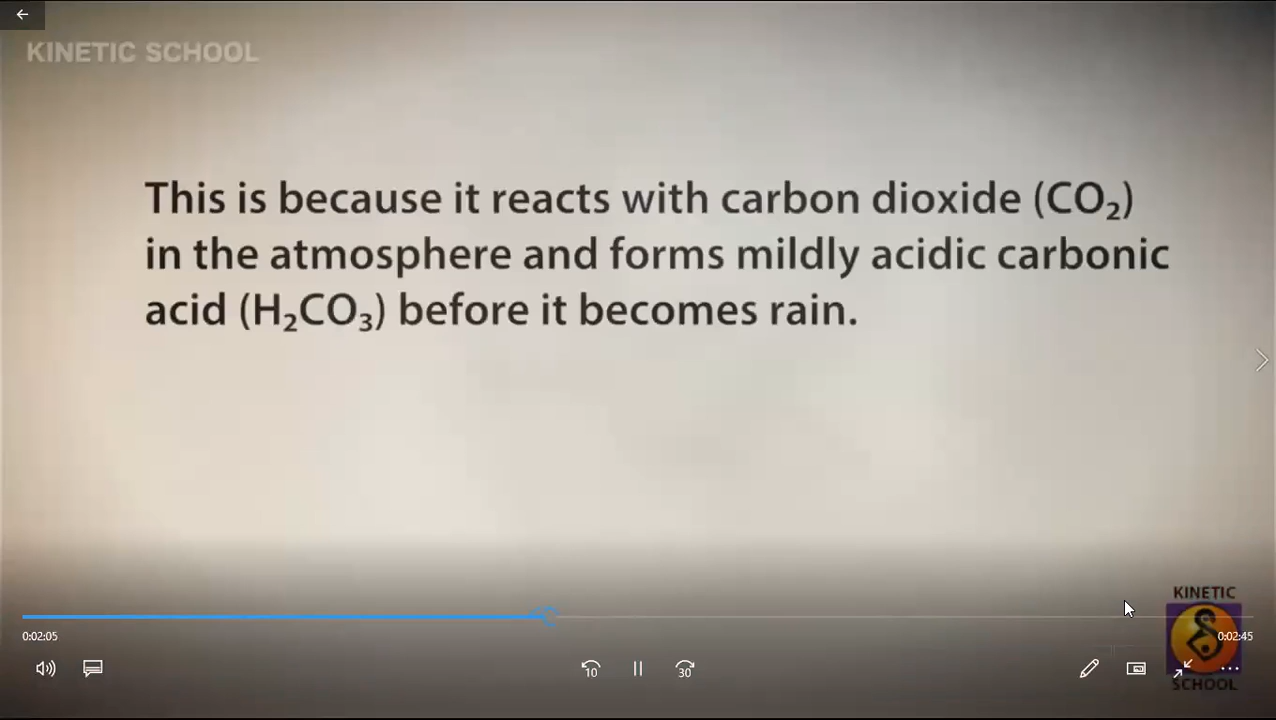 KINETIC SCHOOL
This is because it reacts with carbon dioxide (CO₂)
in the atmosphere and forms mildly acidic carbonic
acid (H₂CO₃) before it becomes rain.
KINETIC
SCHOOL
0:02:05
0:02:45
10
30